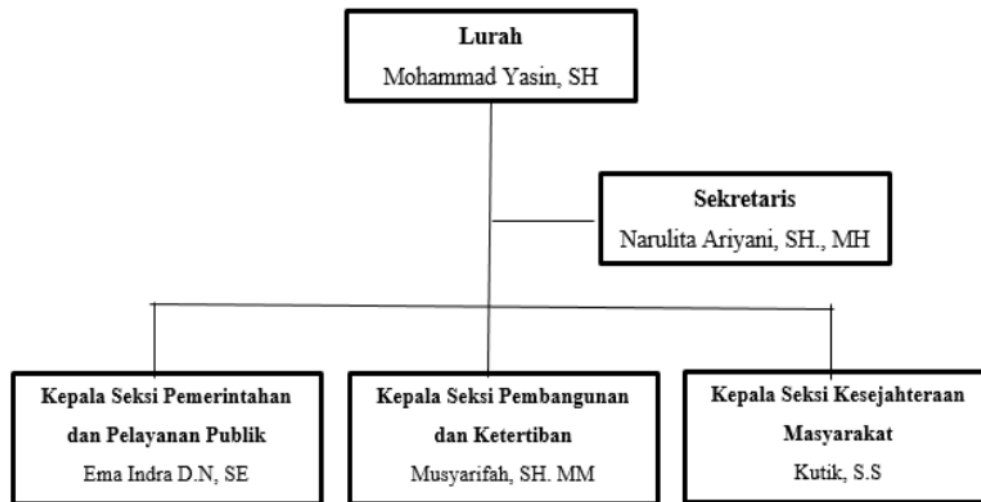 Lurah
Mohammad Yasin, SH
Sekretaris
Narulita Ariyani, SH., MH
Kepala Seksi Pemerintahan
dan Pelayanan Publik
Ema Indra D.N, SE
Kepala Seksi Pembangunan
dan Ketertiban
Musyarifah, SH. MM
Kepala Seksi Kesejahteraan
Masyarakat
Kutik, S.S